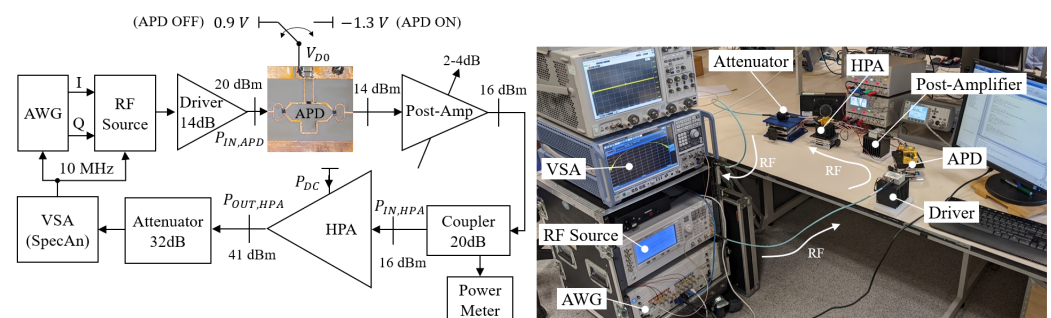 (APD OFF) 0.9 V
−1.3 V (APD ON)
V_D0
2-4dB
AWG
I
Q
RF
Source
Driver
14dB
20 dBm
P_IN,APD
APD
14 dBm
Post-Amp
16 dBm
10 MHz
VSA
(SpecAn)
Attenuator
32dB
P_OUT,HPA
41 dBm
P_DC
HPA
P_IN,HPA
16 dBm
Coupler
20dB
Power
Meter
Attenuator
HPA
Post-Amplifier
VSA
RF
RF
APD
Driver
RF Source
RF
AWG